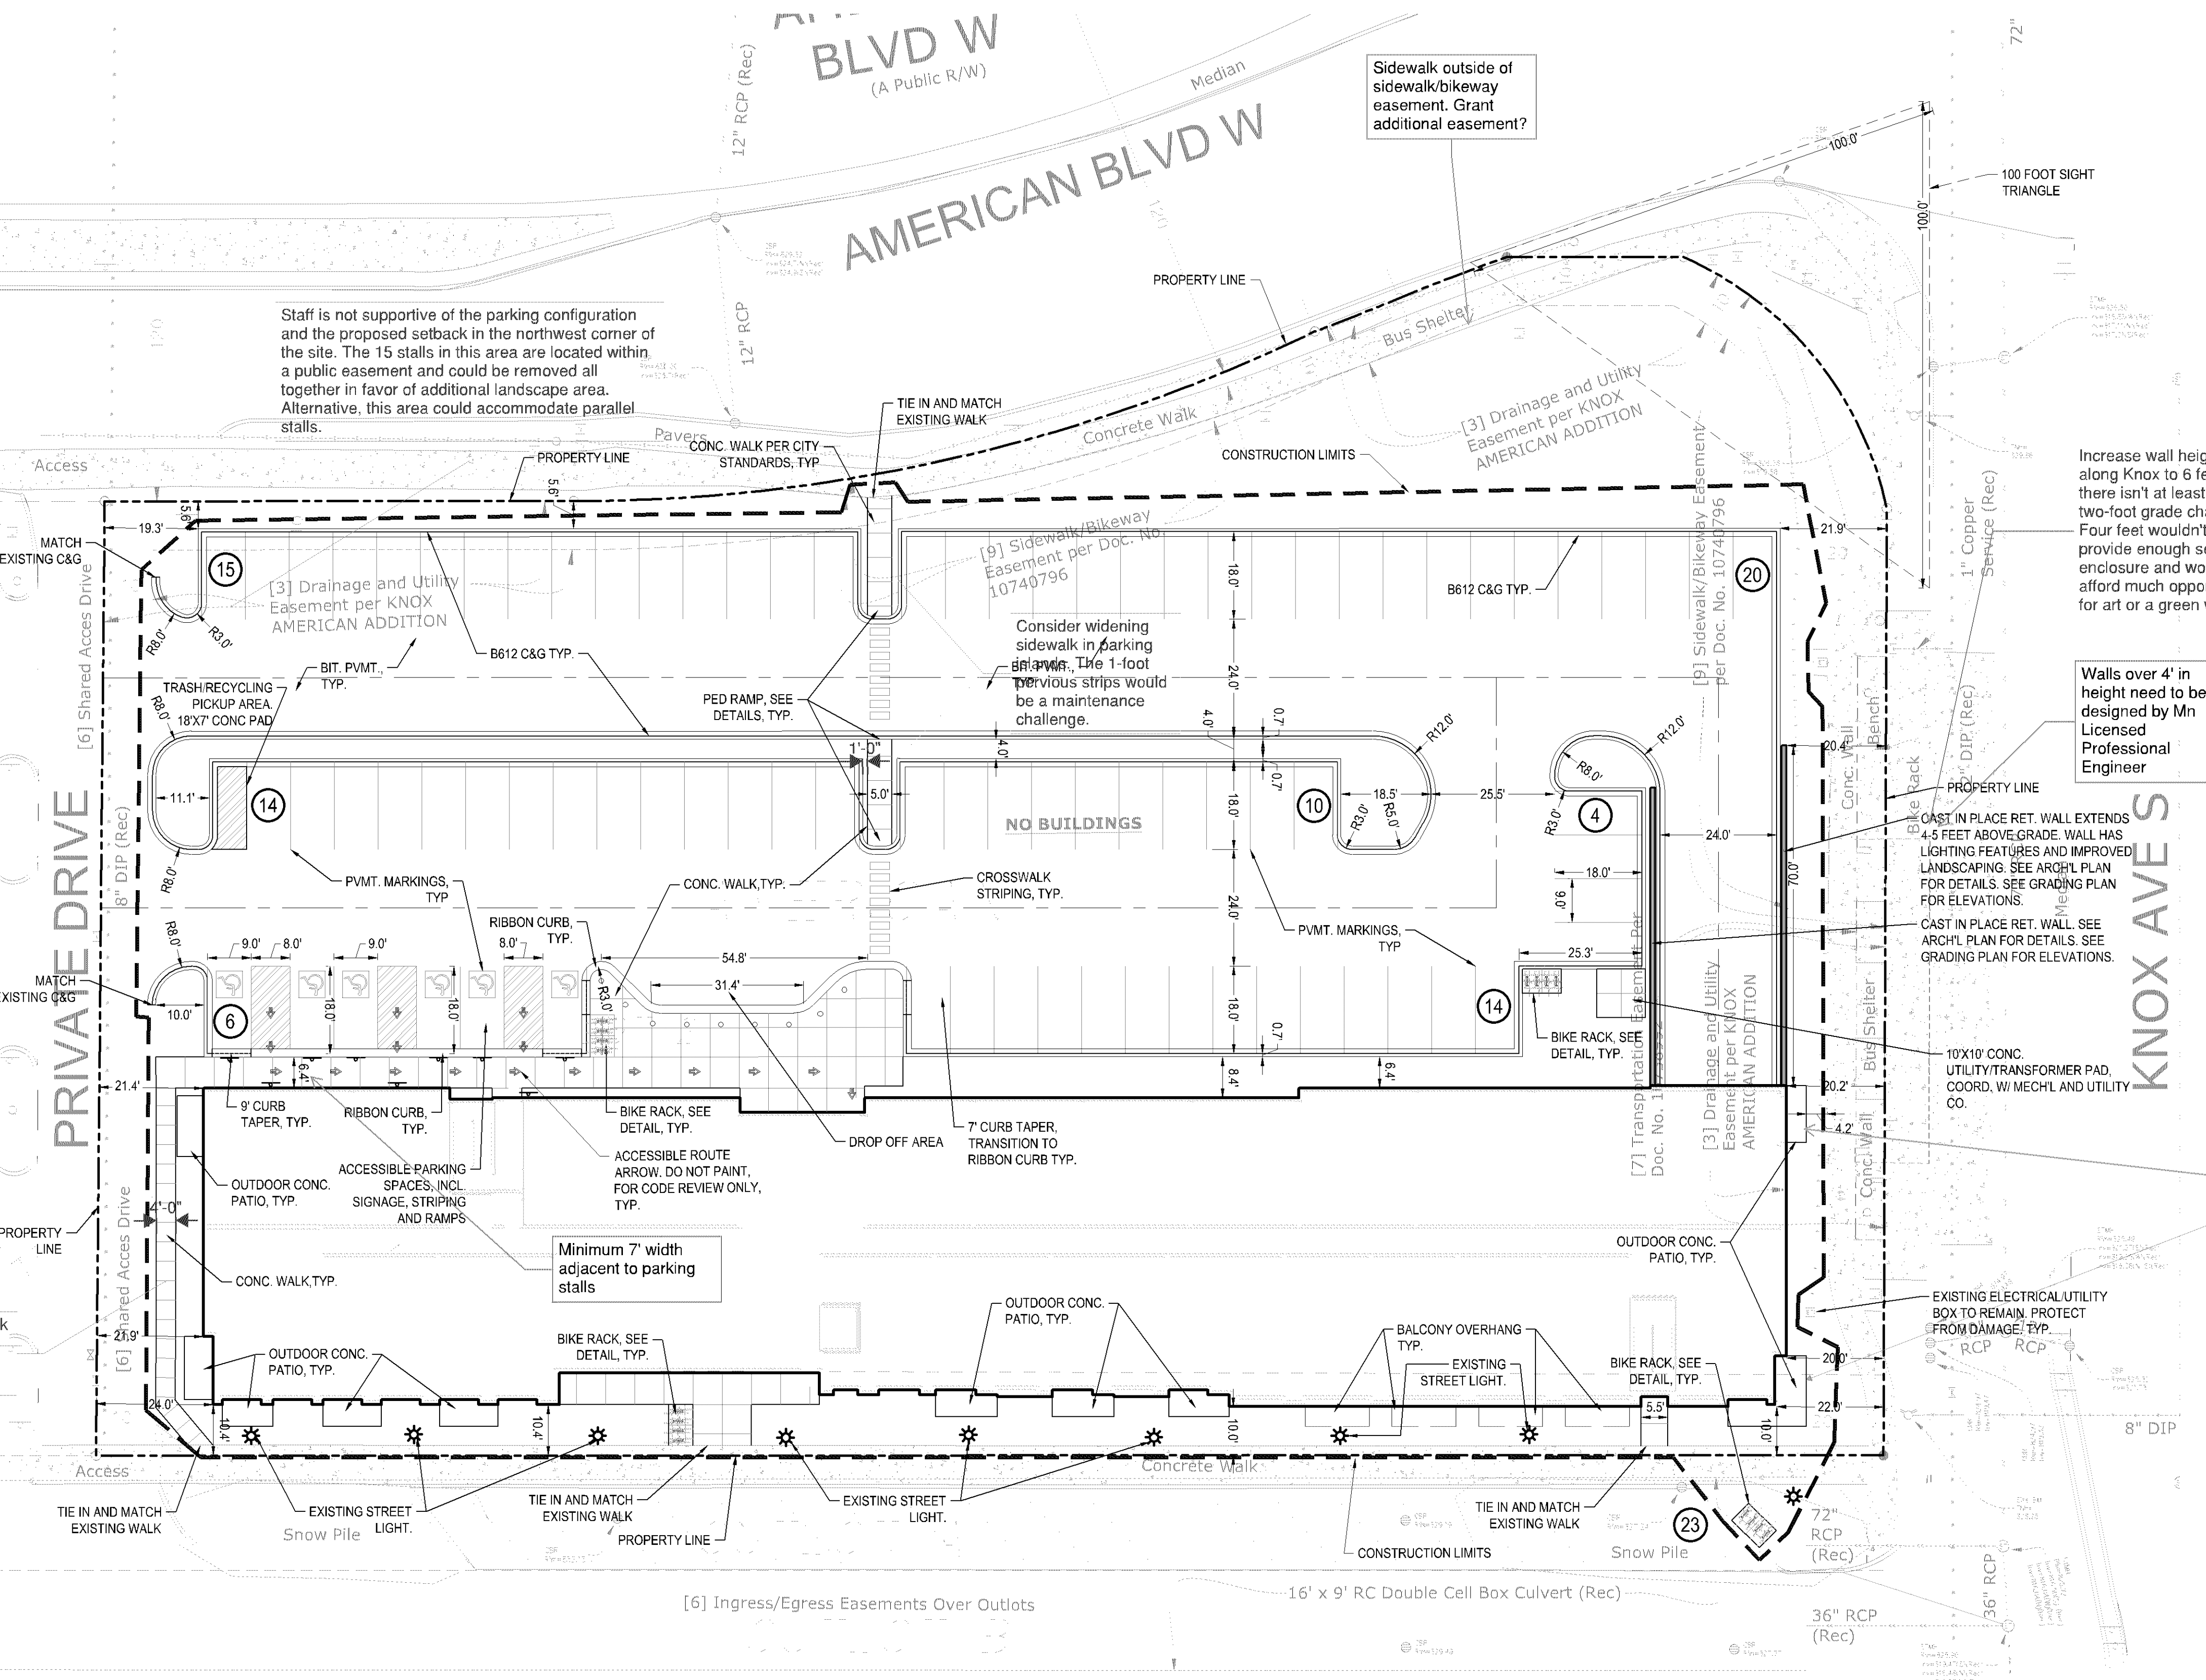 BLVD W
(A Public R/W)
Median
AMERICAN BLVD W
12" RCP (Rec)
12" RCP
72"
Sidewalk outside of
sidewalk/bikeway
easement. Grant
additional easement?
100.0'
100.0'
100 FOOT SIGHT
TRIANGLE
PROPERTY LINE
Bus Shelter
Staff is not supportive of the parking configuration
and the proposed setback in the northwest corner of
the site. The 15 stalls in this area are located within
a public easement and could be removed all
together in favor of additional landscape area.
Alternative, this area could accommodate parallel
stalls.
Pavers
Access
TIE IN AND MATCH
EXISTING WALK
CONC. WALK PER CITY
STANDARDS, TYP
PROPERTY LINE
Concrete Walk
[3] Drainage and Utility
Easement per KNOX
AMERICAN ADDITION
CONSTRUCTION LIMITS
Increase wall heig
along Knox to 6 fe
there isn't at least
two-foot grade cha
Four feet wouldn't
provide enough s
enclosure and wo
afford much oppo
for art or a green
1" Copper
Service (Rec)
5.6'
5.6'
19.3'
21.9'
MATCH
EXISTING C&G
15
20
[3] Drainage and Utility
Easement per KNOX
AMERICAN ADDITION
[9] Sidewalk/Bikeway
Easement per Doc. No.
10740796
[9] Sidewalk/Bikeway Easement
per Doc. No. 10740796
18.0'
B612 C&G TYP.
R8.0'
R3.0'
[6] Shared Acces Drive
BIT. PVMT.,
TYP.
B612 C&G TYP.
Consider widening
sidewalk in parking
islands. The 1-foot
pervious strips would
be a maintenance
challenge.
BIT. PVMT.,
TYP.
24.0'
TRASH/RECYCLING
PICKUP AREA.
18'X7' CONC PAD
PED RAMP, SEE
DETAILS, TYP.
Walls over 4' in
height need to be
designed by Mn
Licensed
Professional
Engineer
R8.0'
1'-0"
4.0'
4.0'
0.7'
0.7'
R12.0'
R12.0'
R8.0'
20.4'
11.1'
14
5.0'
NO BUILDINGS
18.0'
10
18.5'
25.5'
R3.0'
R5.0'
R3.0'
4
24.0'
70.0'
Conc. Wall
Bench
Bike Rack
2" DIP (Rec)
PROPERTY LINE
CAST IN PLACE RET. WALL EXTENDS
4-5 FEET ABOVE GRADE. WALL HAS
LIGHTING FEATURES AND IMPROVED
LANDSCAPING. SEE ARCH'L PLAN
FOR DETAILS. SEE GRADING PLAN
FOR ELEVATIONS.
Median
CAST IN PLACE RET. WALL. SEE
ARCH'L PLAN FOR DETAILS. SEE
GRADING PLAN FOR ELEVATIONS.
KNOX AVE S
PRIVATE DRIVE
8" DIP (Rec)
R8.0'
PVMT. MARKINGS,
TYP
CONC. WALK,TYP.
CROSSWALK
STRIPING, TYP.
18.0'
9.0'
RIBBON CURB,
TYP.
24.0'
PVMT. MARKINGS,
TYP
R8.0'
9.0'
8.0'
9.0'
8.0'
54.8'
25.3'
MATCH
EXISTING C&G
10.0'
6
18.0'
18.0'
R3.0'
31.4'
18.0'
14
0.7'
BIKE RACK, SEE
DETAIL, TYP.
[7] Transportation Easement Per
[3] Drainage and Utility
Easement per KNOX
AMERICAN ADDITION
Bus Shelter
10'X10' CONC.
UTILITY/TRANSFORMER PAD,
COORD, W/ MECH'L AND UTILITY
CO.
21.4'
6.4'
8.4'
6.4'
20.2'
4.2'
Conc. Wall
9' CURB
TAPER, TYP.
RIBBON CURB,
TYP.
BIKE RACK, SEE
DETAIL, TYP.
DROP OFF AREA
7' CURB TAPER,
TRANSITION TO
RIBBON CURB TYP.
OUTDOOR CONC.
PATIO, TYP.
ACCESSIBLE PARKING
SPACES, INCL.
SIGNAGE, STRIPING
AND RAMPS
ACCESSIBLE ROUTE
ARROW. DO NOT PAINT,
FOR CODE REVIEW ONLY,
TYP.
4'-0"
PROPERTY
LINE
[6] Shared Acces Drive
CONC. WALK,TYP.
Minimum 7' width
adjacent to parking
stalls
OUTDOOR CONC.
PATIO, TYP.
EXISTING ELECTRICAL/UTILITY
BOX TO REMAIN. PROTECT
FROM DAMAGE. TYP.
RCP
RCP
21.9'
OUTDOOR CONC.
PATIO, TYP.
BIKE RACK, SEE
DETAIL, TYP.
OUTDOOR CONC.
PATIO, TYP.
BALCONY OVERHANG
TYP.
EXISTING
STREET LIGHT.
BIKE RACK, SEE
DETAIL, TYP.
20.0'
24.0'
10.4'
10.4'
10.0'
5.5'
10.0'
22.0'
8" DIP
Access
Concrete Walk
TIE IN AND MATCH
EXISTING WALK
EXISTING STREET
LIGHT.
Snow Pile
TIE IN AND MATCH
EXISTING WALK
PROPERTY LINE
EXISTING STREET
LIGHT.
TIE IN AND MATCH
EXISTING WALK
CONSTRUCTION LIMITS
23
Snow Pile
72"
RCP
(Rec)
[6] Ingress/Egress Easements Over Outlots
16' x 9' RC Double Cell Box Culvert (Rec)
36" RCP
(Rec)
36" RCP